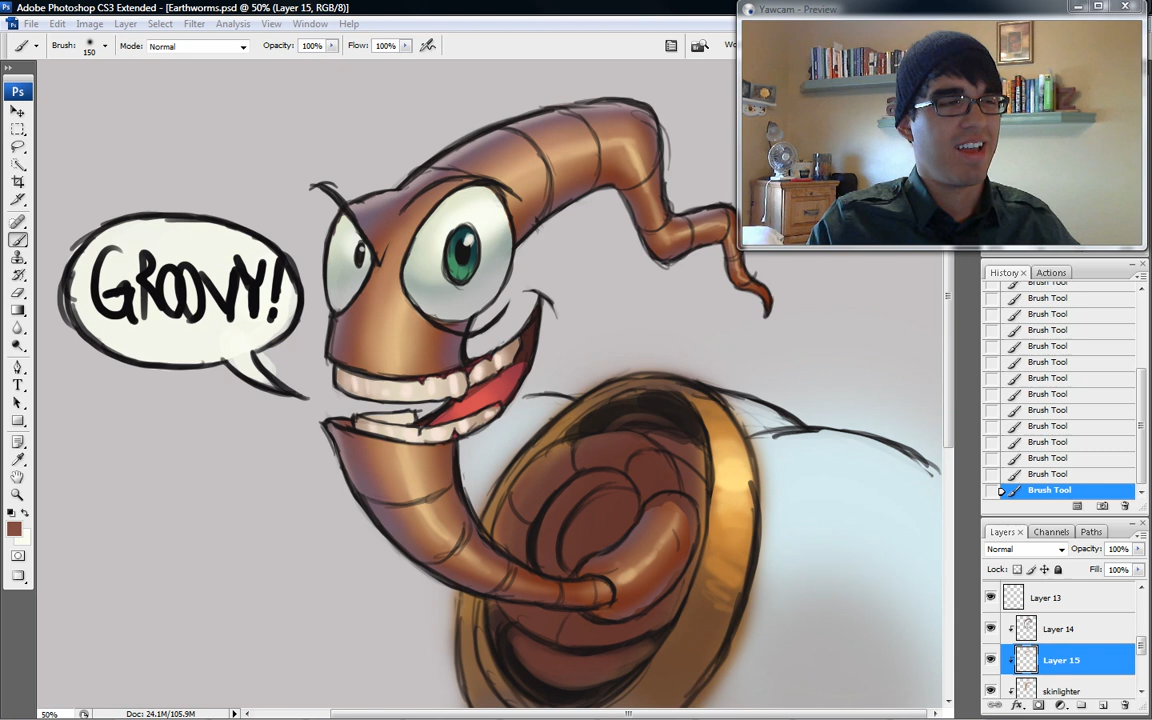 Adobe Photoshop CS3 Extended - [Earthworms.psd @ 50% (Layer 15, RGB/8)]
Yawcam - Preview
File Edit Image Layer Select Filter Analysis View Window Help
Brush: 150 Mode: Normal Opacity: 100% Flow: 100%
Ps
GROOVY!
History Actions
Brush Tool
Brush Tool
Brush Tool
Brush Tool
Brush Tool
Brush Tool
Brush Tool
Brush Tool
Brush Tool
Brush Tool
Brush Tool
Brush Tool
Brush Tool
Brush Tool
Layers Channels Paths
Normal Opacity: 100%
Lock: Fill: 100%
Layer 13
Layer 14
Layer 15
skinlighter
50% Doc: 24.1M/105.9M